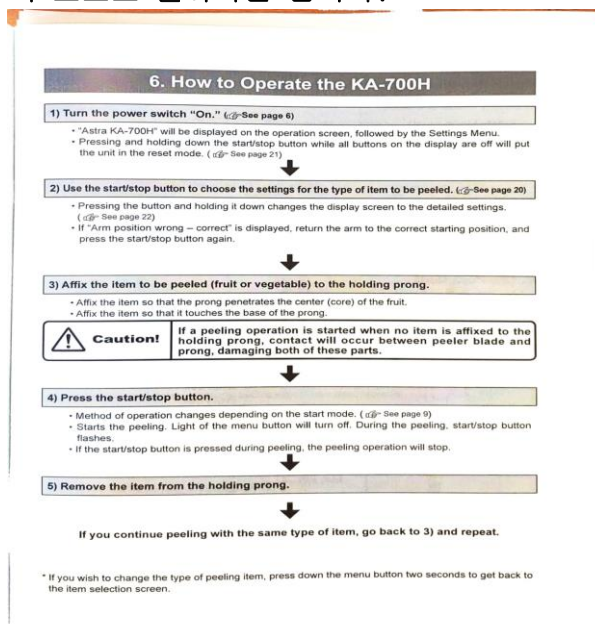 6. How to Operate the KA-700H
1) Turn the power switch “On.” (See page 6)
• “Astra KA-700H” will be displayed on the operation screen, followed by the Settings Menu.
• Pressing and holding down the start/stop button while all buttons on the display are off will put
the unit in the reset mode. ( See page 21)
2) Use the start/stop button to choose the settings for the type of item to be peeled. (See page 20)
• Pressing the button and holding it down changes the display screen to the detailed settings.
( See page 22)
• If “Arm position wrong – correct” is displayed, return the arm to the correct starting position, and
press the start/stop button again.
3) Affix the item to be peeled (fruit or vegetable) to the holding prong.
• Affix the item so that the prong penetrates the center (core) of the fruit.
• Affix the item so that it touches the base of the prong.
Caution!
If a peeling operation is started when no item is affixed to the
holding prong, contact will occur between peeler blade and
prong, damaging both of these parts.
4) Press the start/stop button.
• Method of operation changes depending on the start mode. ( See page 9)
• Starts the peeling. Light of the menu button will turn off. During the peeling, start/stop button
flashes.
• If the start/stop button is pressed during peeling, the peeling operation will stop.
5) Remove the item from the holding prong.
If you continue peeling with the same type of item, go back to 3) and repeat.
* If you wish to change the type of peeling item, press down the menu button two seconds to get back to
the item selection screen.